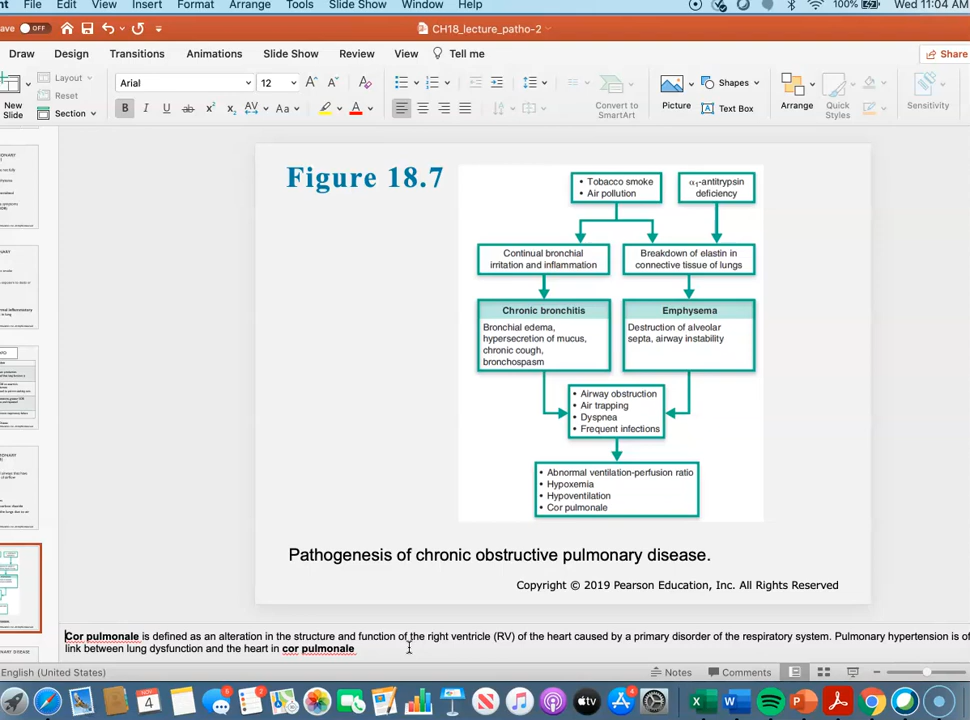 File Edit View Insert Format Arrange Tools Slide Show Window Help 100% Wed 11:04 AM
OFF CH18_lecture_patho-2
Draw Design Transitions Animations Slide Show Review View Tell me Share
New Slide
Layout
Reset
Section
Arial 12
Convert to SmartArt
Picture
Shapes
Text Box
Arrange
Quick Styles
Sensitivity
Figure 18.7
• Tobacco smoke
• Air pollution
α1-antitrypsin
deficiency
Continual bronchial
irritation and inflammation
Breakdown of elastin in
connective tissue of lungs
Chronic bronchitis
Bronchial edema,
hypersecretion of mucus,
chronic cough,
bronchospasm
Emphysema
Destruction of alveolar
septa, airway instability
• Airway obstruction
• Air trapping
• Dyspnea
• Frequent infections
• Abnormal ventilation-perfusion ratio
• Hypoxemia
• Hypoventilation
• Cor pulmonale
Pathogenesis of chronic obstructive pulmonary disease.
Copyright © 2019 Pearson Education, Inc. All Rights Reserved
Cor pulmonale is defined as an alteration in the structure and function of the right ventricle (RV) of the heart caused by a primary disorder of the respiratory system. Pulmonary hypertension is
link between lung dysfunction and the heart in cor pulmonale
English (United States) Notes Comments
NOV
4
6
2
4